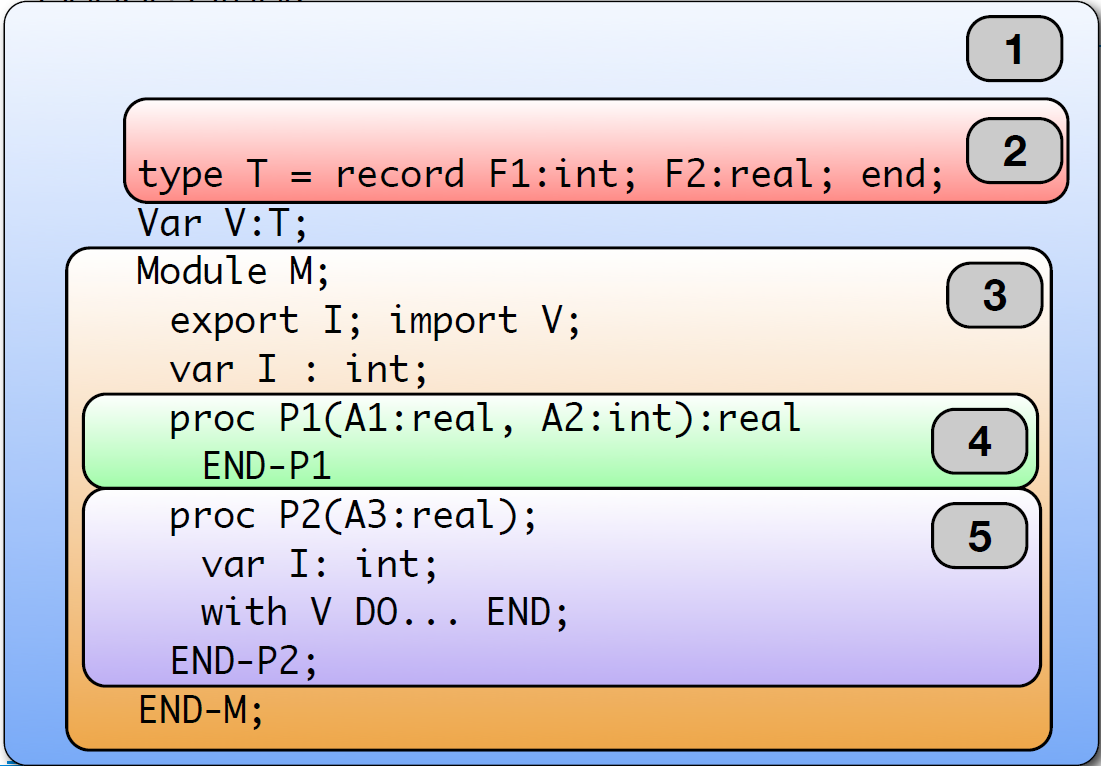 1
2
type T = record F1:int; F2:real; end;
Var V:T;
Module M;
3
export I; import V;
var I : int;
proc P1(A1:real, A2:int):real
4
END-P1
proc P2(A3:real);
5
var I: int;
with V DO... END;
END-P2;
END-M;